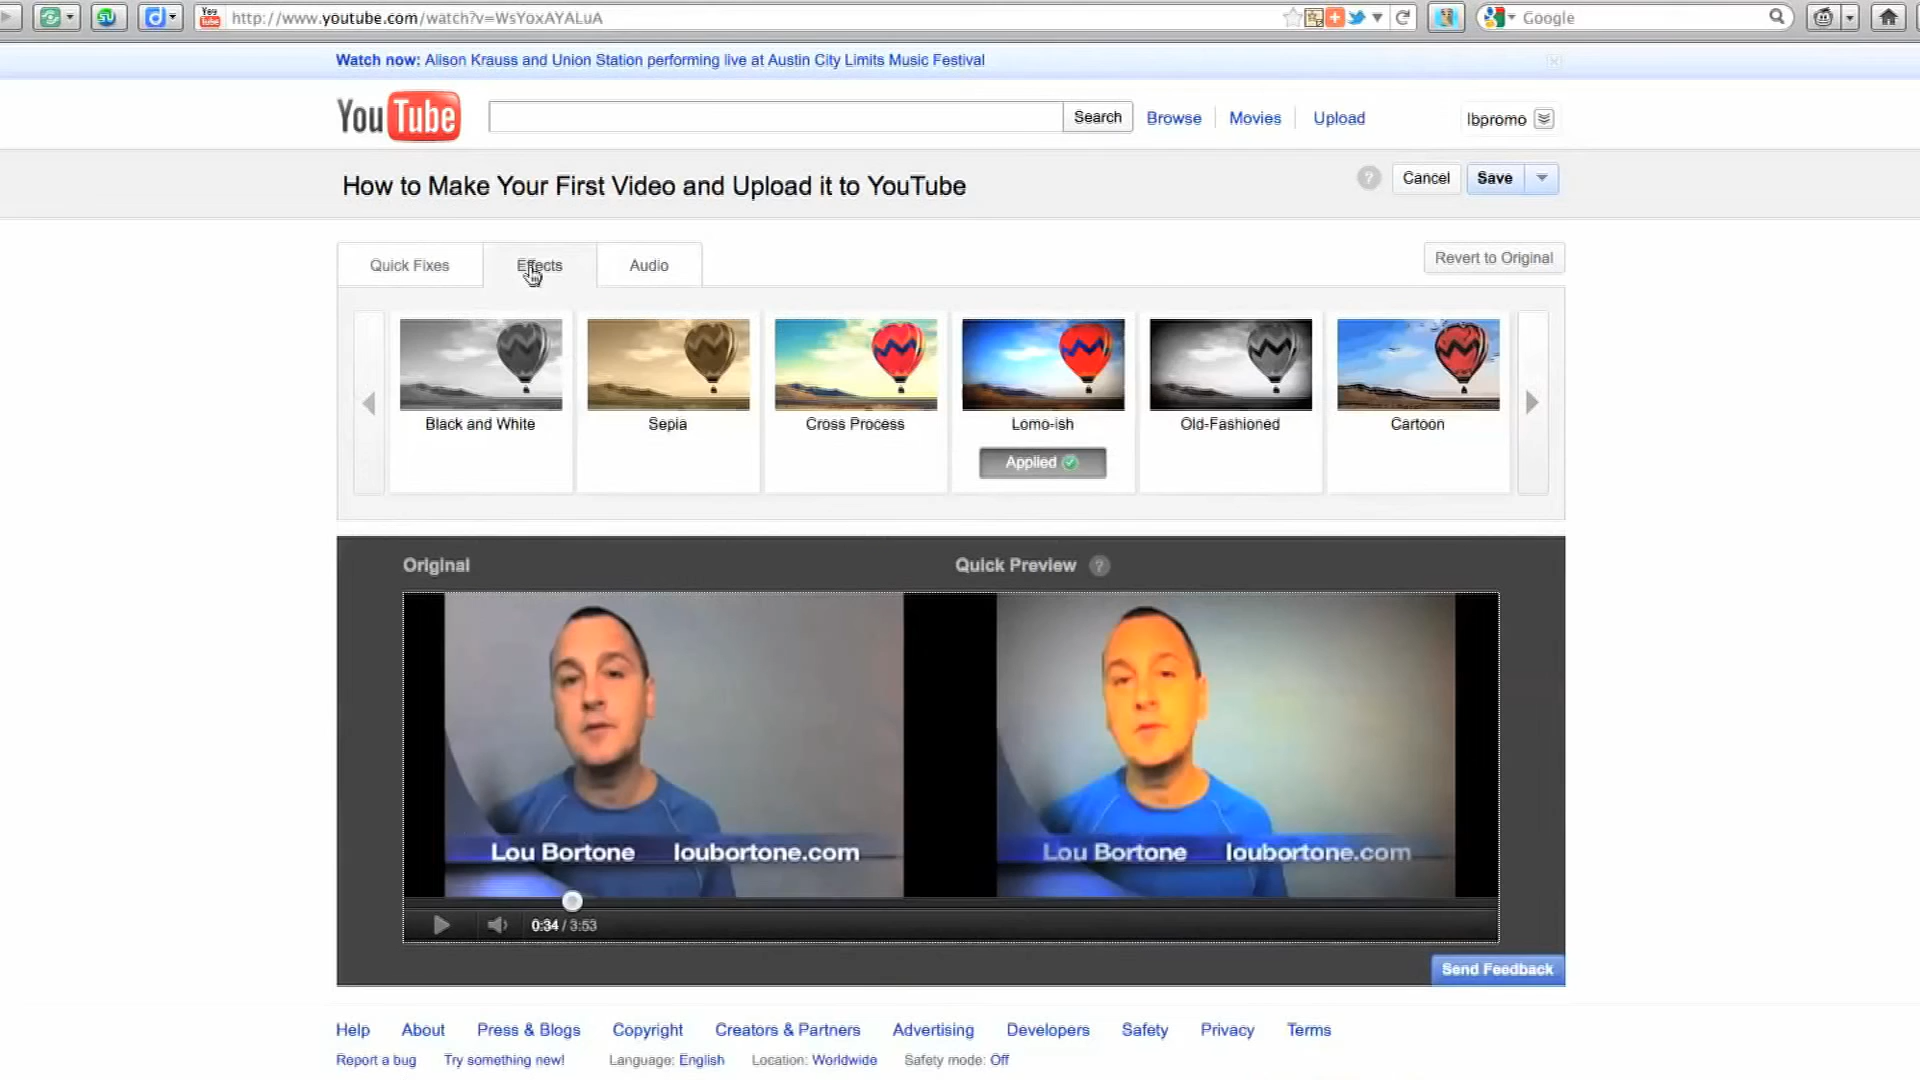 http://www.youtube.com/watch?v=WsYoxAYALuA
Google
Watch now: Alison Krauss and Union Station performing live at Austin City Limits Music Festival
YouTube
Search
Browse
Movies
Upload
lbpromo
How to Make Your First Video and Upload it to YouTube
?
Cancel
Save
Quick Fixes
Effects
Audio
Revert to Original
Black and White
Sepia
Cross Process
Lomo-ish
Old-Fashioned
Cartoon
Applied
Original
Quick Preview ?
Lou Bortone loubortone.com
Lou Bortone loubortone.com
0:34 / 3:53
Send Feedback
Help About Press & Blogs Copyright Creators & Partners Advertising Developers Safety Privacy Terms
Report a bug Try something new! Language: English Location: Worldwide Safety mode: Off